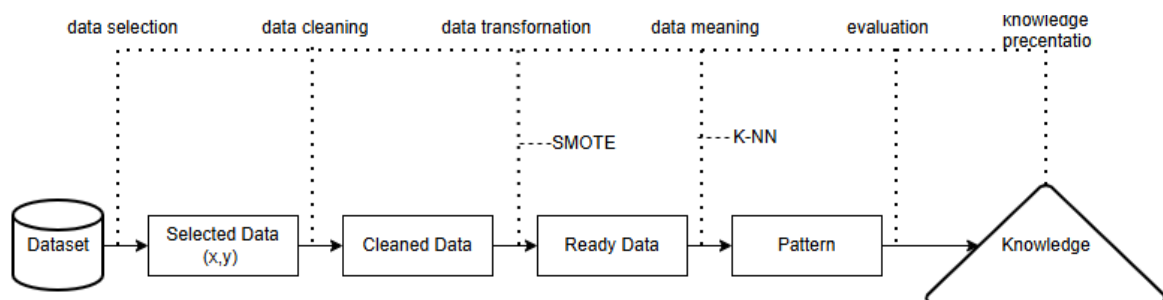 data selection
data cleaning
data transfornation
data meaning
evaluation
knowledge
precentatio
SMOTE
K-NN
Dataset
Selected Data
(x,y)
Cleaned Data
Ready Data
Pattern
Knowledge